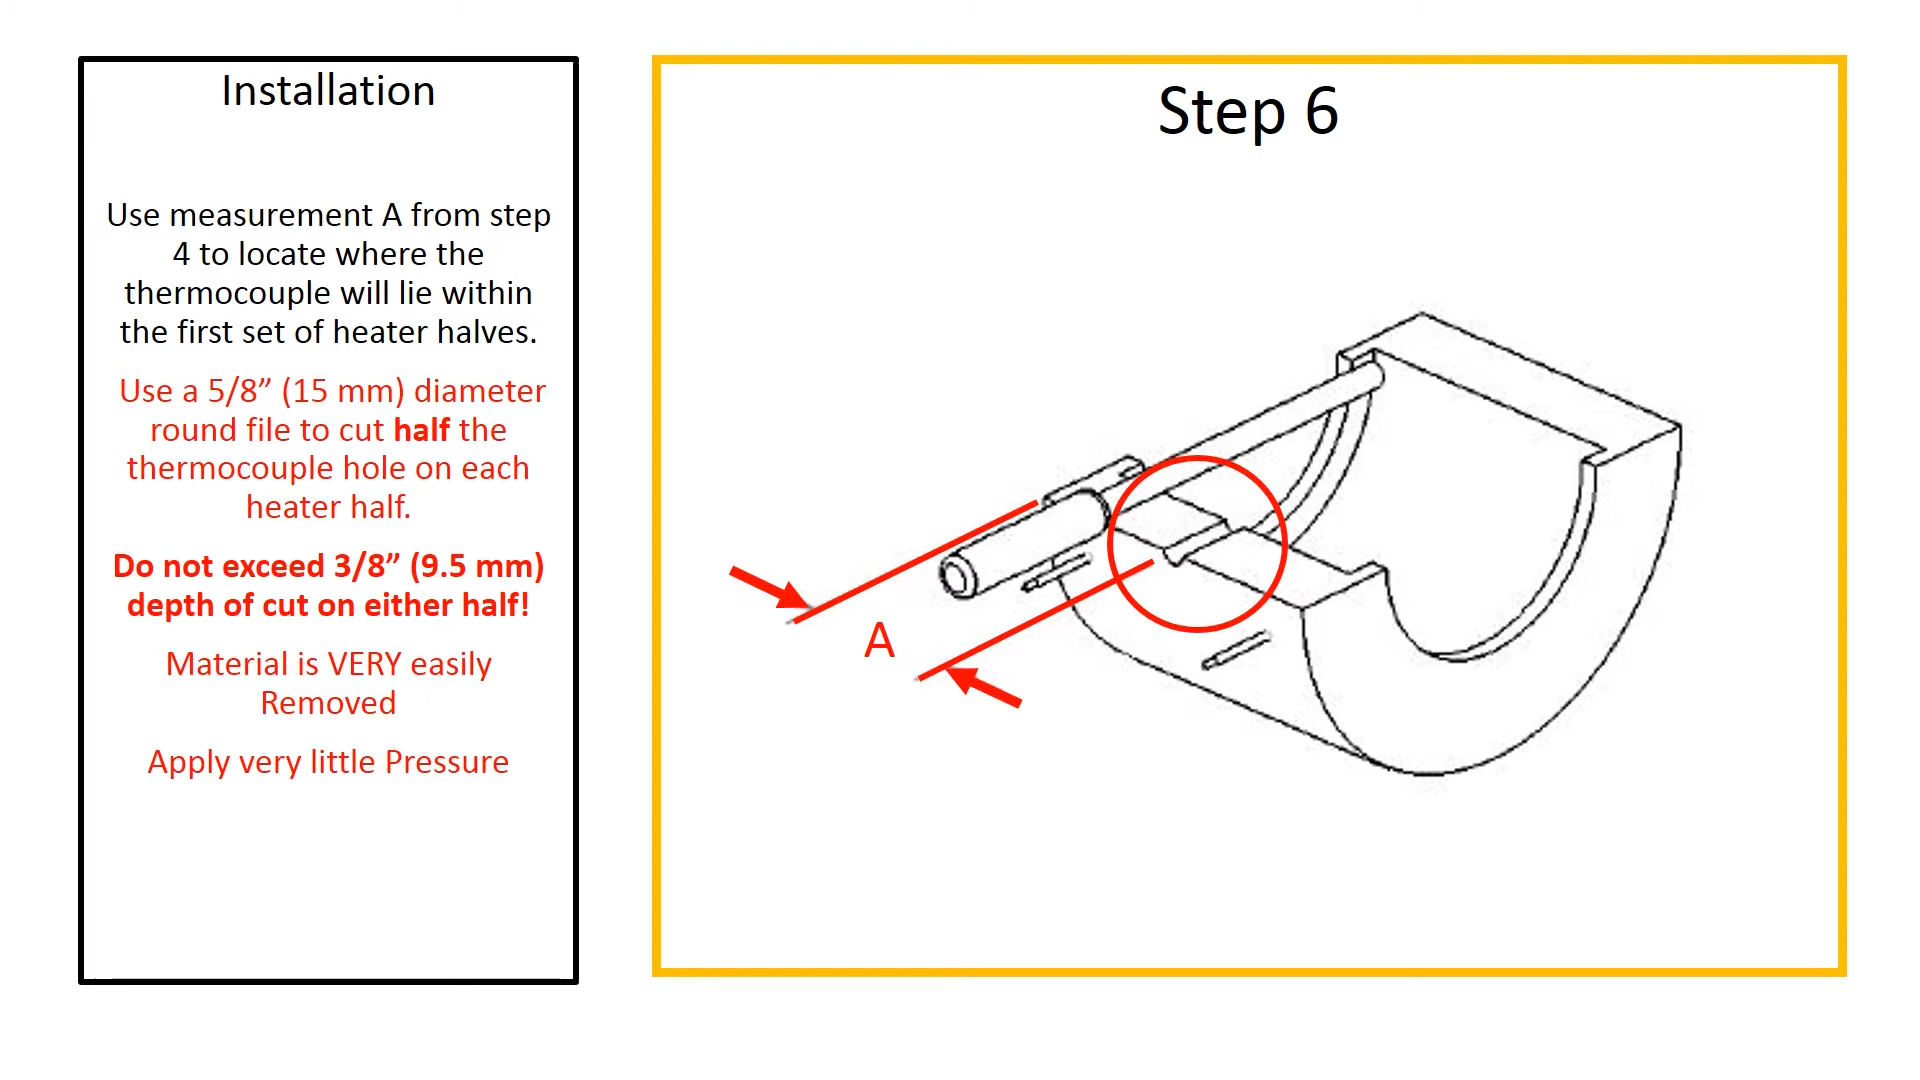 Installation
Use measurement A from step
4 to locate where the
thermocouple will lie within
the first set of heater halves.
Use a 5/8” (15 mm) diameter
round file to cut half the
thermocouple hole on each
heater half.
Do not exceed 3/8” (9.5 mm)
depth of cut on either half!
Material is VERY easily
Removed
Apply very little Pressure
Step 6
A